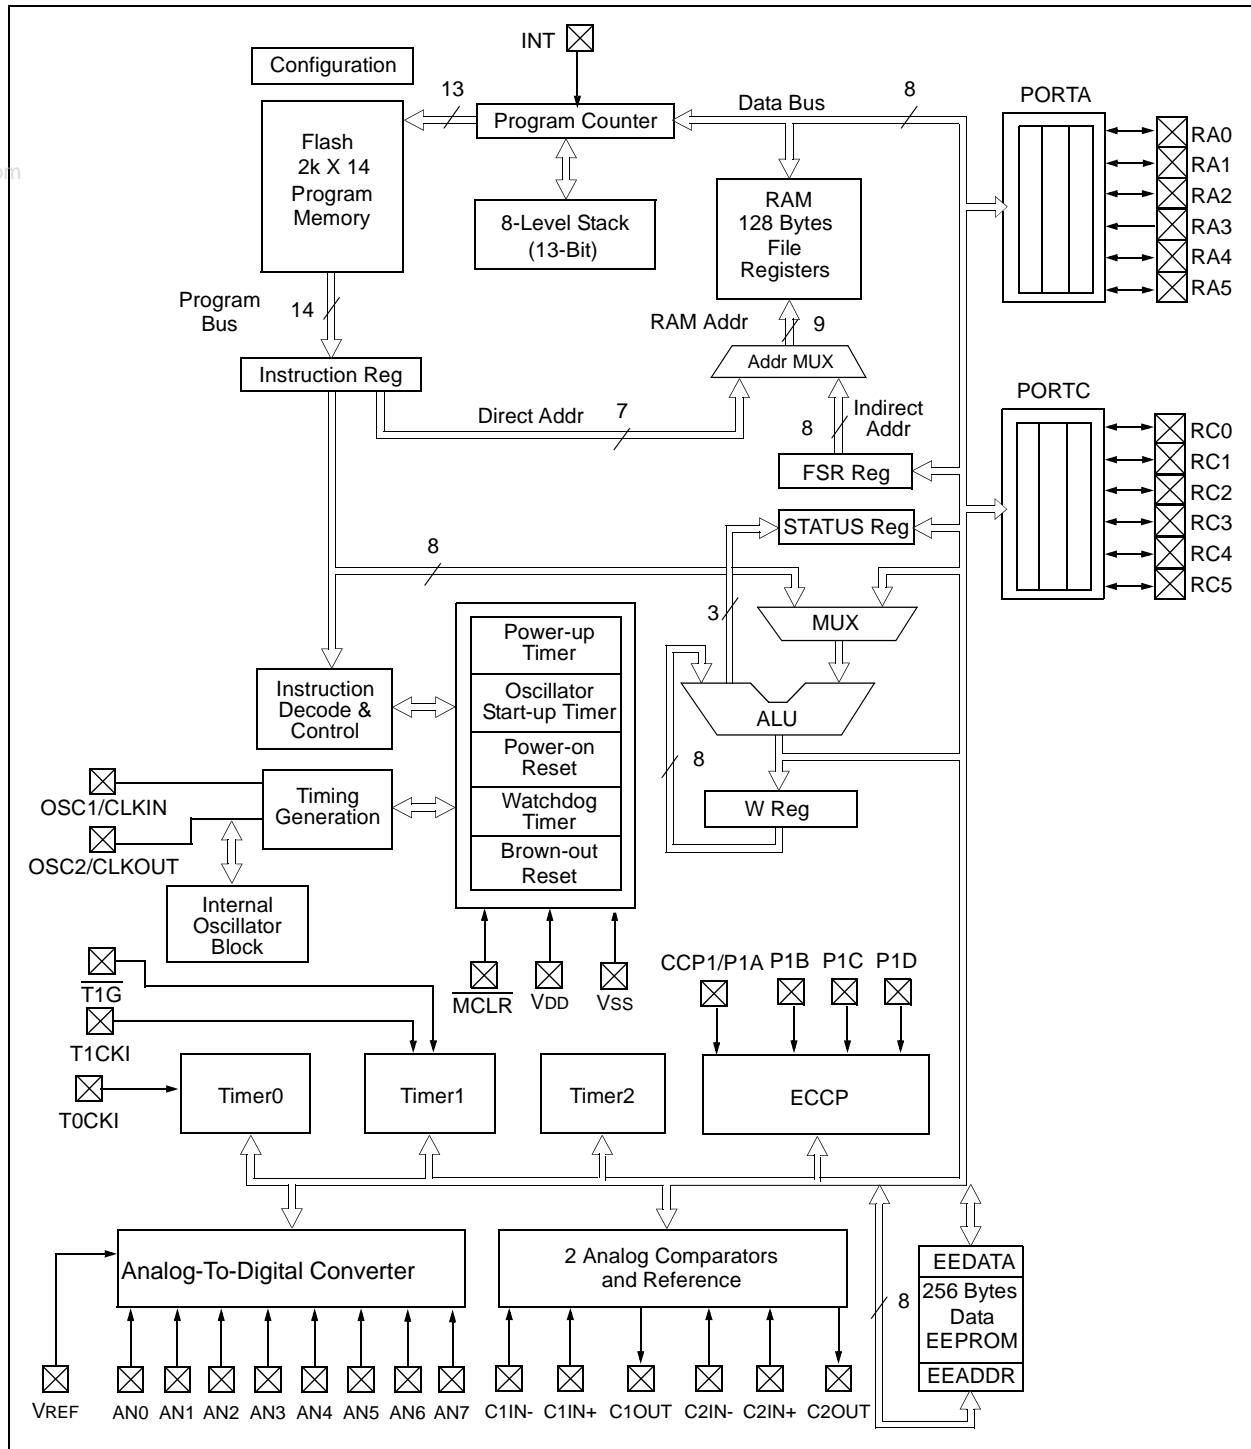 INT
Configuration
13
Program Counter
Data Bus
8
PORTA
Flash
2k X 14
Program
Memory
om
8-Level Stack
(13-Bit)
RAM
128 Bytes
File
Registers
RA0
RA1
RA2
RA3
RA4
RA5
Program
Bus
14
RAM Addr
9
Addr MUX
Instruction Reg
Direct Addr
7
8
Indirect
Addr
FSR Reg
PORTC
RC0
RC1
RC2
RC3
RC4
RC5
STATUS Reg
8
3
MUX
Power-up
Timer
Oscillator
Start-up Timer
Power-on
Reset
Watchdog
Timer
Brown-out
Reset
Instruction
Decode &
Control
ALU
8
W Reg
OSC1/CLKIN
Timing
Generation
OSC2/CLKOUT
Internal
Oscillator
Block
T1G
MCLR
VDD
VSS
CCP1/P1A
P1B
P1C
P1D
T1CKI
T0CKI
Timer0
Timer1
Timer2
ECCP
Analog-To-Digital Converter
2 Analog Comparators
and Reference
8
EEDATA
256 Bytes
Data
EEPROM
EEADDR
VREF
AN0
AN1
AN2
AN3
AN4
AN5
AN6
AN7
C1IN-
C1IN+
C1OUT
C2IN-
C2IN+
C2OUT